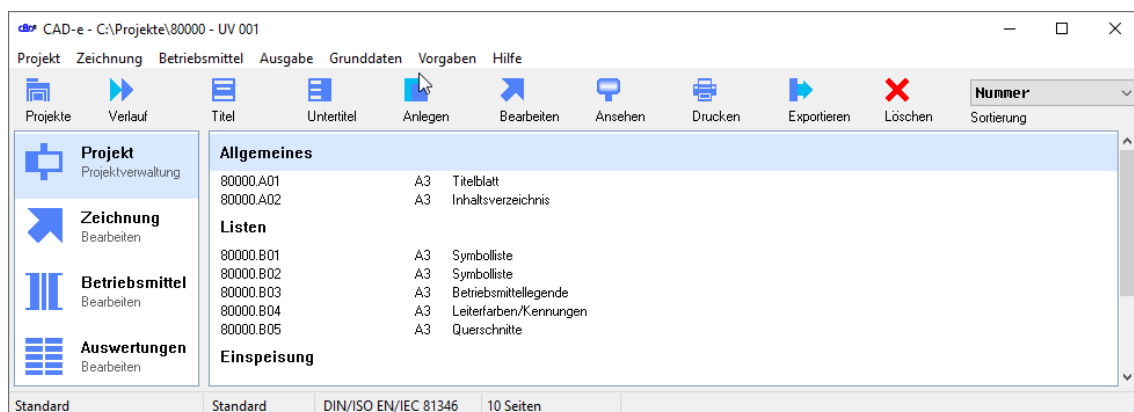 CAD-e - C:\Projekte\80000 - UV 001
Projekt Zeichnung Betriebsmittel Ausgabe Grunddaten Vorgaben Hilfe
Projekte Verlauf Titel Untertitel Anlegen Bearbeiten Ansehen Drucken Exportieren Löschen
Nummer
Sortierung
Projekt
Projektverwaltung
Zeichnung
Bearbeiten
Betriebsmittel
Bearbeiten
Auswertungen
Bearbeiten
Allgemeines
80000.A01 A3 Titelblatt
80000.A02 A3 Inhaltsverzeichnis
Listen
80000.B01 A3 Symbolliste
80000.B02 A3 Symbolliste
80000.B03 A3 Betriebsmittellegende
80000.B04 A3 Leiterfarben/Kennungen
80000.B05 A3 Querschnitte
Einspeisung
Standard Standard DIN/ISO EN/IEC 81346 10 Seiten